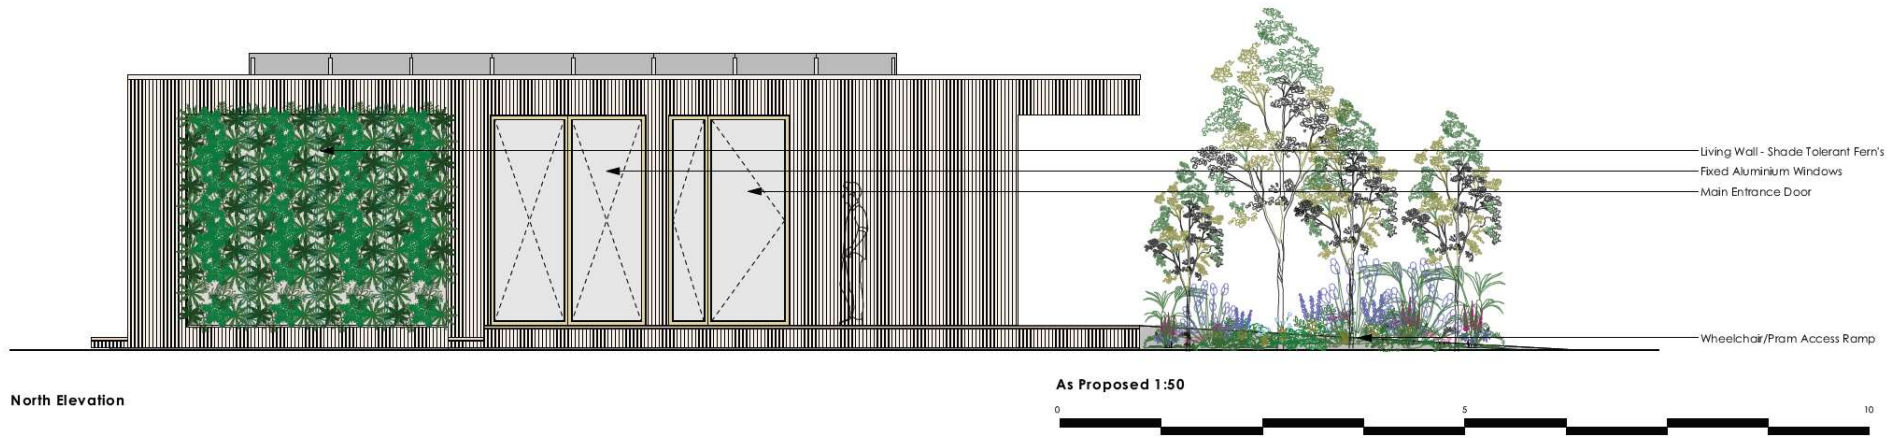 Living Wall - Shade Tolerant Fern's
Fixed Aluminium Windows
Main Entrance Door
Wheelchair/Pram Access Ramp
North Elevation
As Proposed 1:50
0 5 10